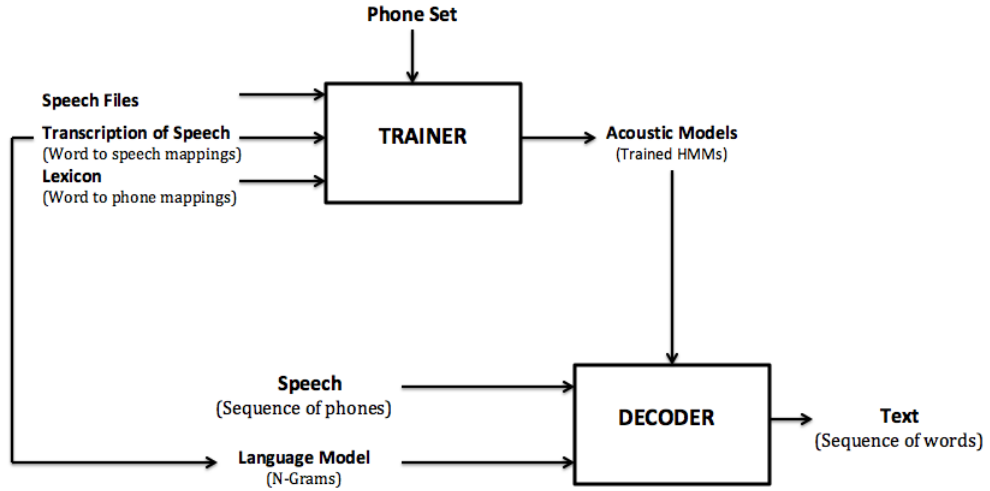 Phone Set
Speech Files
Transcription of Speech
(Word to speech mappings)
Lexicon
(Word to phone mappings)
TRAINER
Acoustic Models
(Trained HMMs)
Speech
(Sequence of phones)
Language Model
(N-Grams)
DECODER
Text
(Sequence of words)